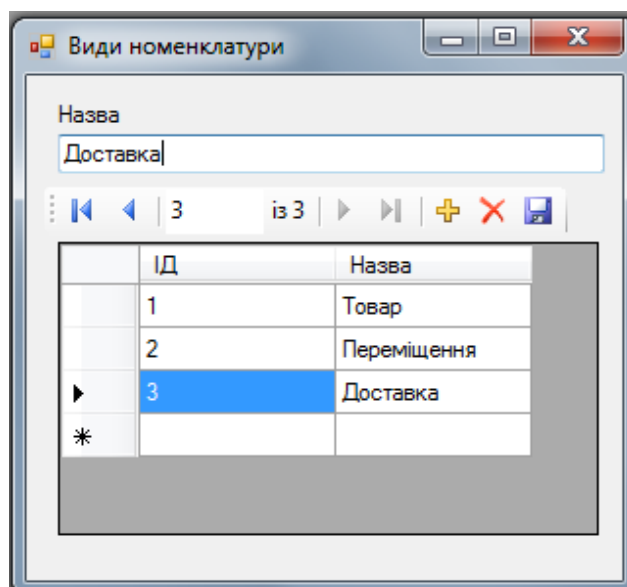 Види номенклатури
Назва
Доставка
3 із 3
ІД Назва
1 Товар
2 Переміщення
3 Доставка